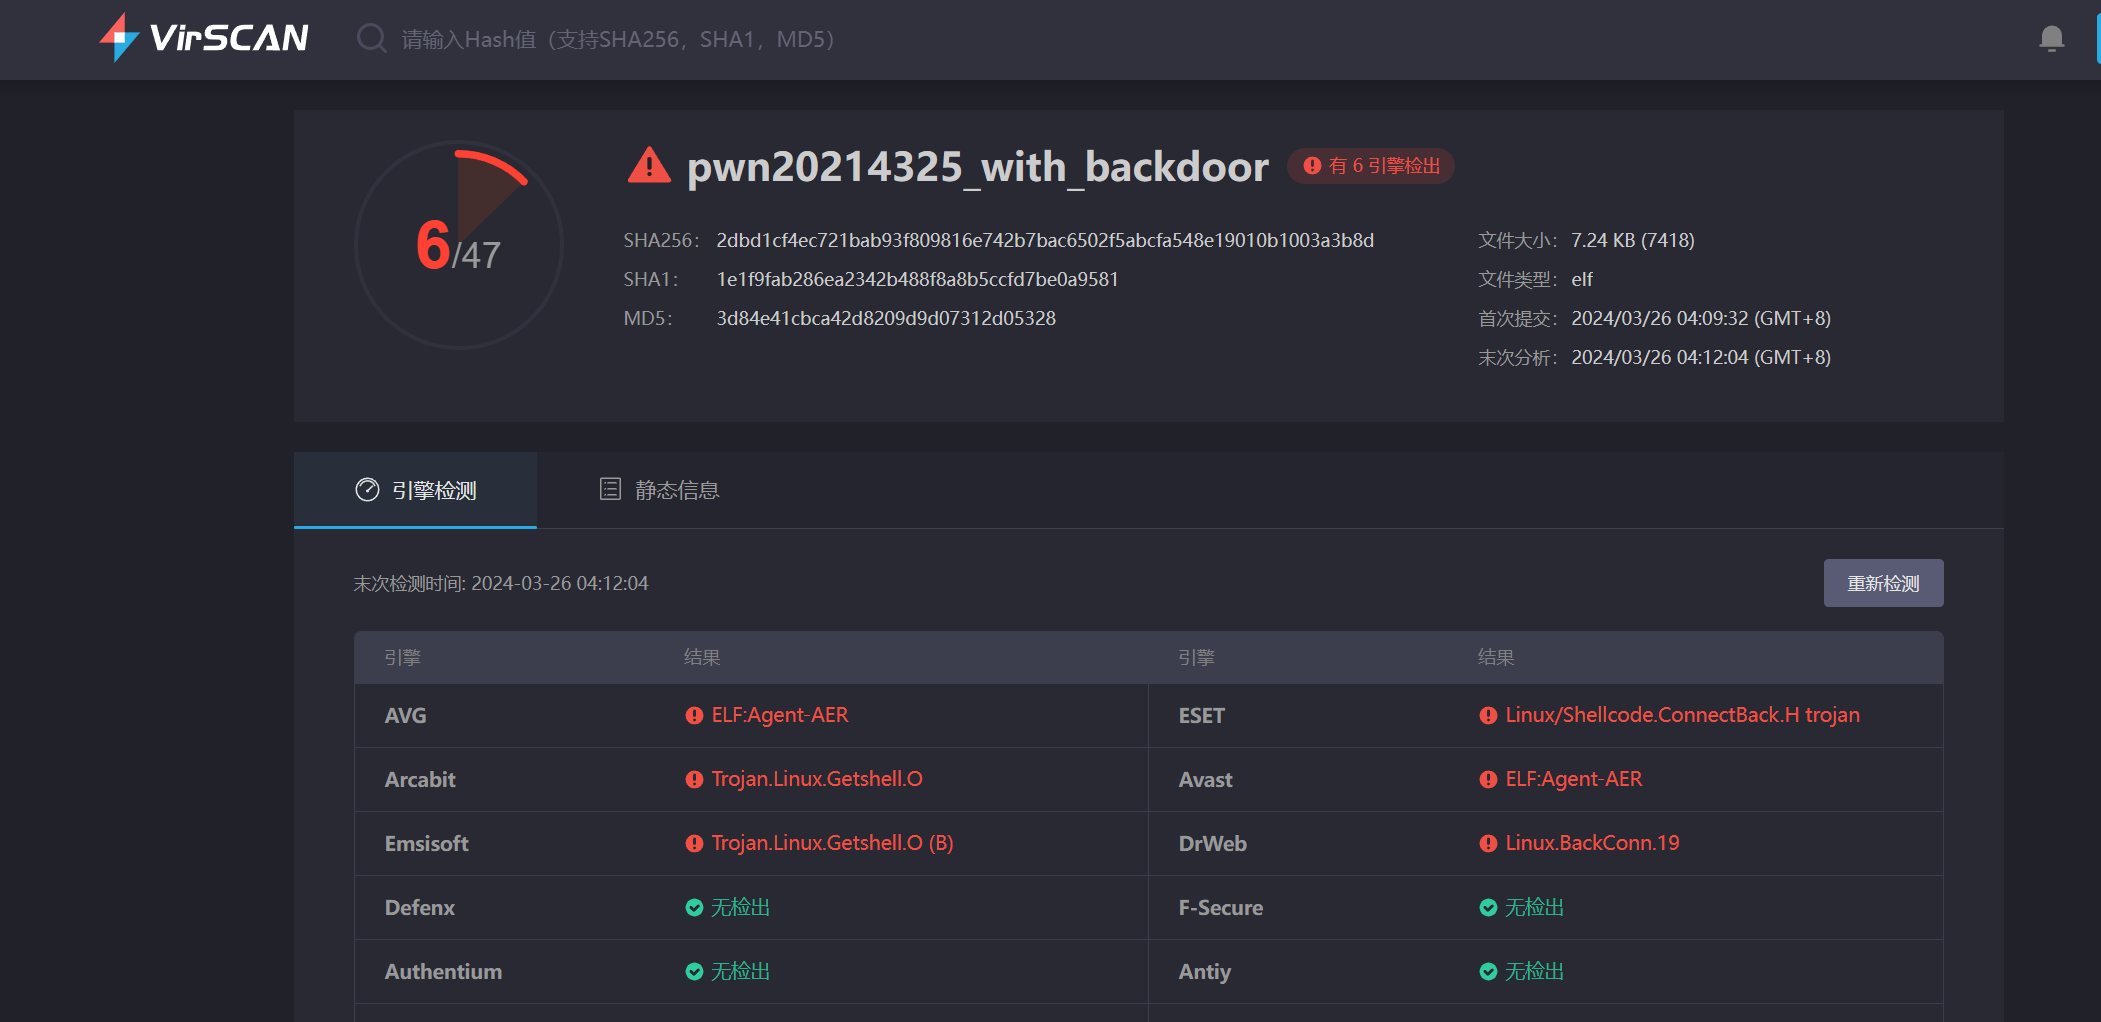 VirSCAN 请输入Hash值（支持SHA256，SHA1，MD5）
pwn20214325_with_backdoor 有 6 引擎检出
6/47
SHA256： 2dbd1cf4ec721bab93f809816e742b7bac6502f5abcfa548e19010b1003a3b8d 文件大小： 7.24 KB (7418)
SHA1： 1e1f9fab286ea2342b488f8a8b5ccfd7be0a9581 文件类型： elf
MD5： 3d84e41cbca42d8209d9d07312d05328 首次提交： 2024/03/26 04:09:32 (GMT+8)
末次分析： 2024/03/26 04:12:04 (GMT+8)
引擎检测 静态信息
末次检测时间: 2024-03-26 04:12:04 重新检测
引擎 结果 引擎 结果
AVG ELF:Agent-AER ESET Linux/Shellcode.ConnectBack.H trojan
Arcabit Trojan.Linux.Getshell.O Avast ELF:Agent-AER
Emsisoft Trojan.Linux.Getshell.O (B) DrWeb Linux.BackConn.19
Defenx 无检出 F-Secure 无检出
Authentium 无检出 Antiy 无检出